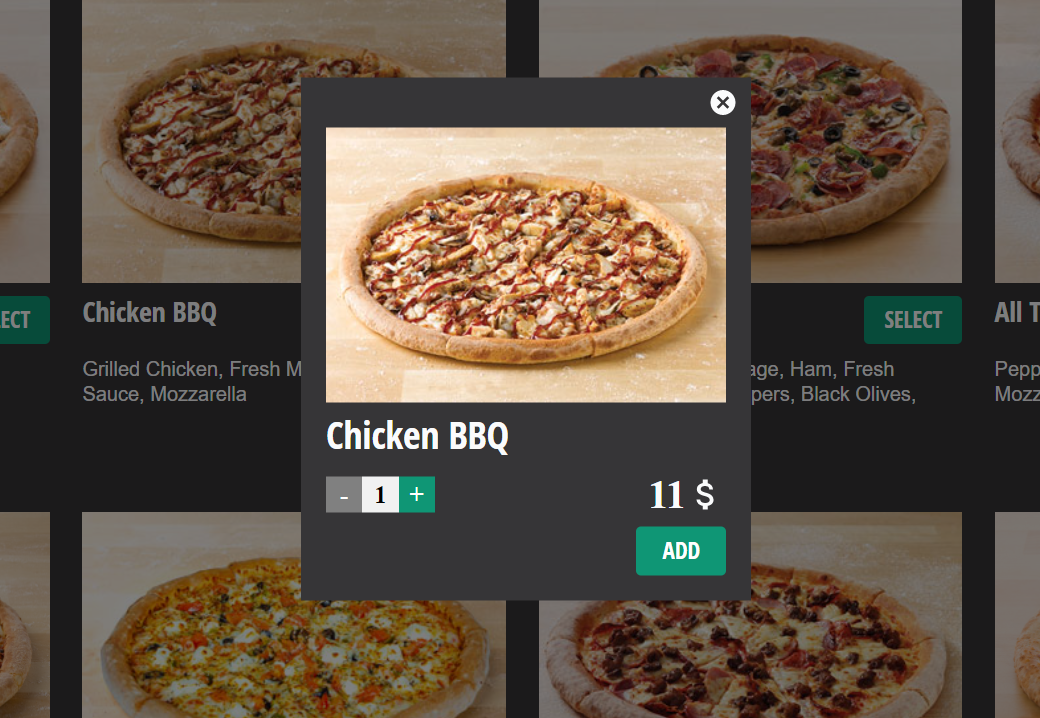 ECT
Chicken BBQ
SELECT
All T
Grilled Chicken, Fresh M
age, Ham, Fresh
Pepp
Sauce, Mozzarella
pers, Black Olives,
Mozz
Chicken BBQ
- 1 +
11 $
ADD